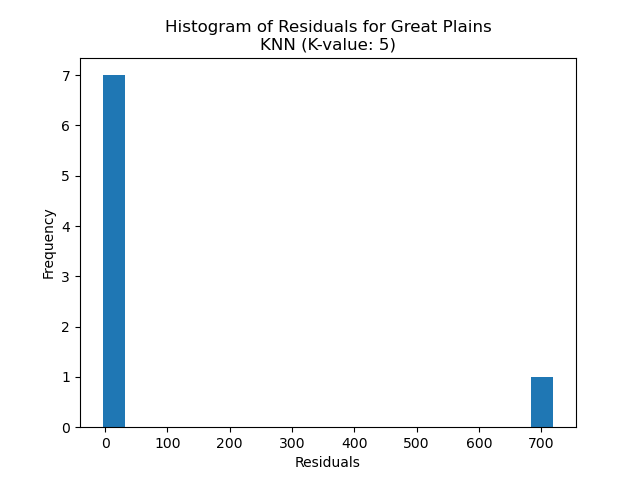 Histogram of Residuals for Great Plains
KNN (K-value: 5)
7
6
5
4
3
2
1
0
Frequency
0 100 200 300 400 500 600 700
Residuals